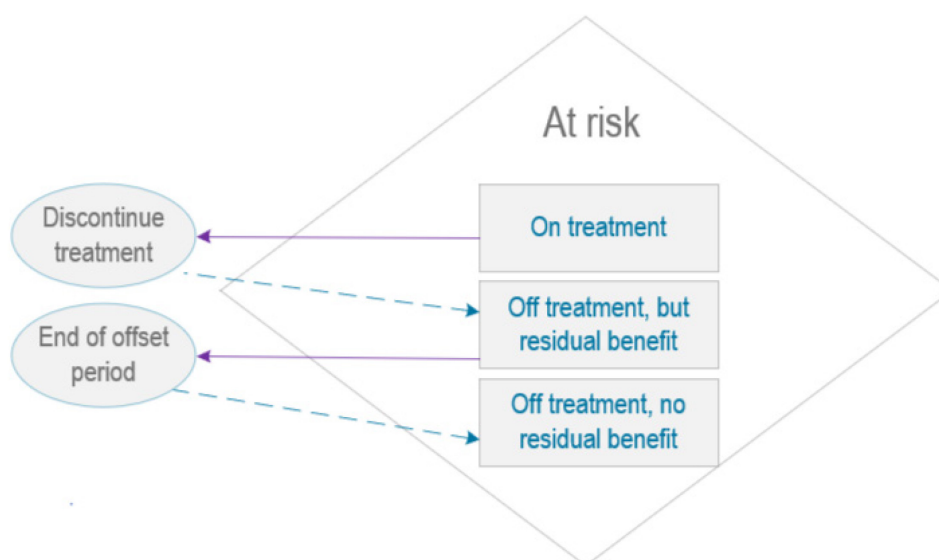 At risk
Discontinue
treatment
On treatment
Off treatment, but
residual benefit
End of offset
period
Off treatment, no
residual benefit